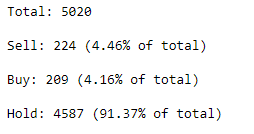 Total: 5020
Sell: 224 (4.46% of total)
Buy: 209 (4.16% of total)
Hold: 4587 (91.37% of total)